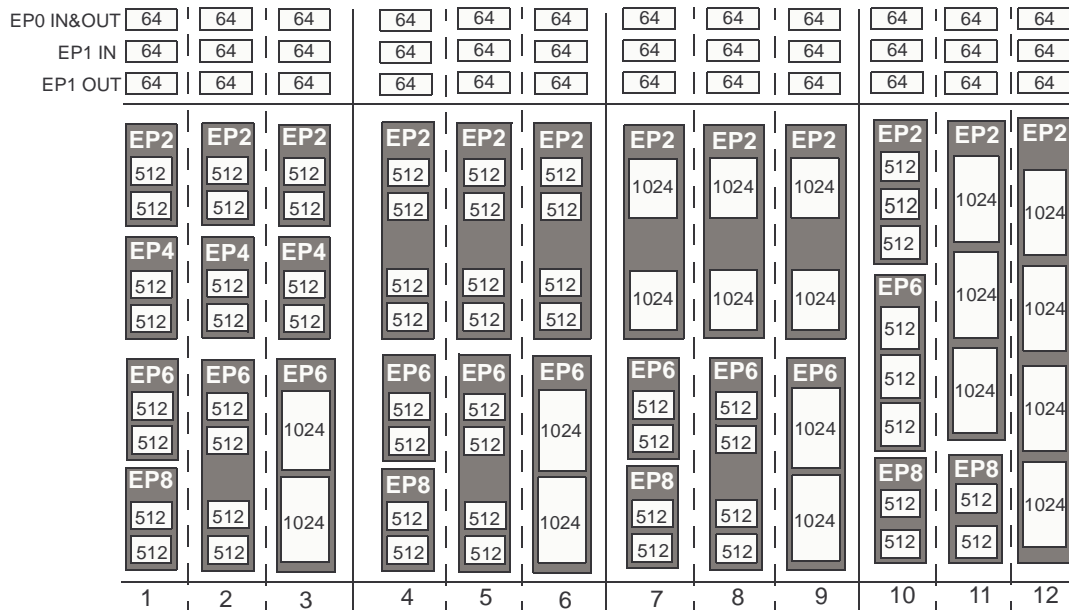 EP0 IN&OUT 64 64 64 64 64 64 64 64 64 64 64 64
EP1 IN 64 64 64 64 64 64 64 64 64 64 64 64
EP1 OUT 64 64 64 64 64 64 64 64 64 64 64 64
EP2 EP2 EP2 EP2 EP2 EP2 EP2 EP2 EP2 EP2 EP2 EP2
512 512 512 512 512 512 1024 1024 1024 512 1024 1024
512 512 512 512 512 512 512
EP4 EP4 EP4 512
512 512 512 512 512 512 1024 1024 1024 EP6 1024 1024
512 512 512 512 512 512 512
EP6 EP6 EP6 EP6 EP6 EP6 EP6 EP6 EP6 512
512 512 1024 512 512 1024 512 512 1024 512 1024 1024
512 512 512 512 512 512
EP8 EP8 EP8 EP8 EP8
512 512 1024 512 512 1024 512 512 1024 512 512 1024
512 512 512 512 512 512 512 512
1 2 3 4 5 6 7 8 9 10 11 12